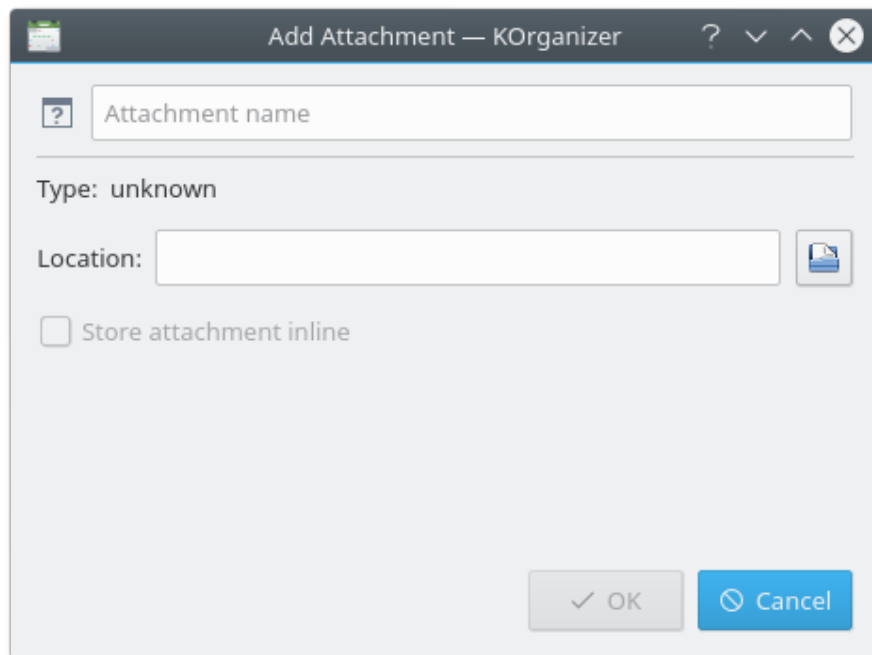 Add Attachment — KOrganizer
Attachment name
Type: unknown
Location:
Store attachment inline
OK
Cancel